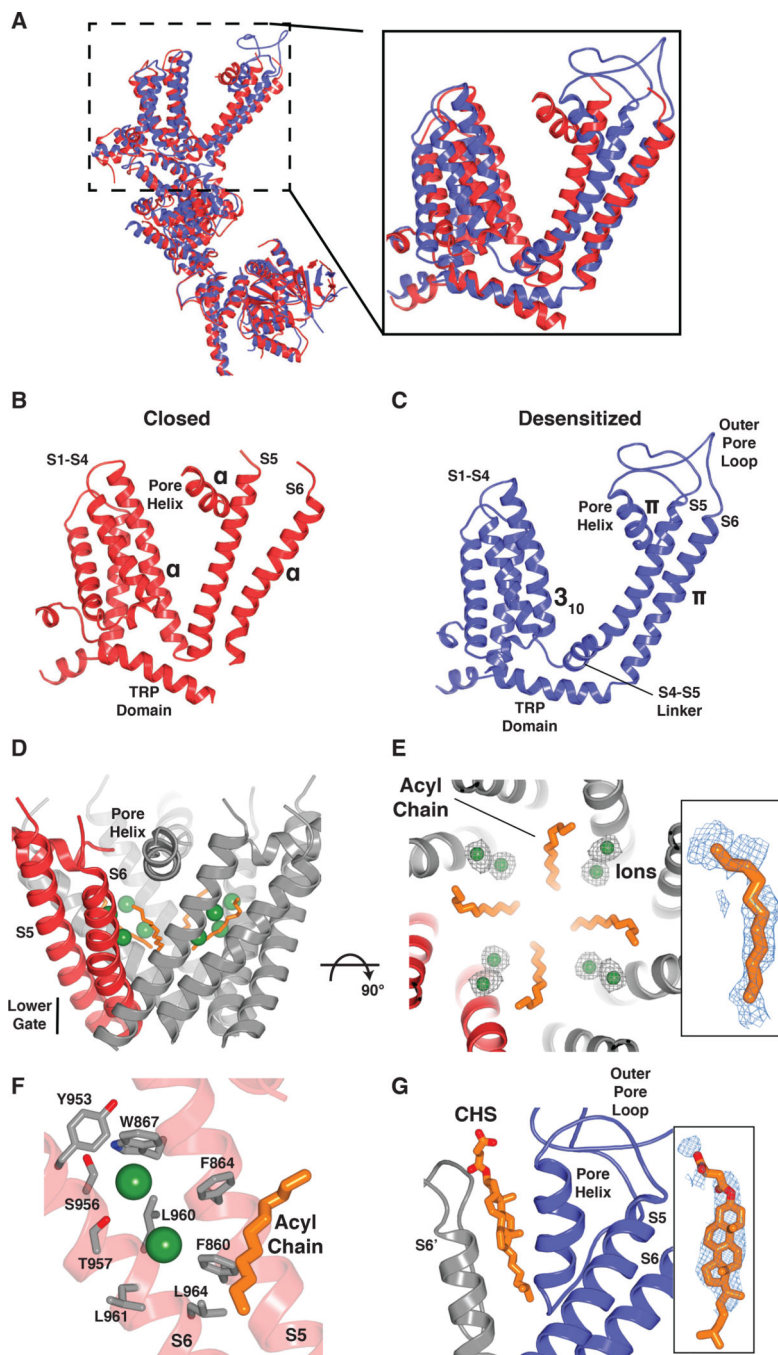 A
B
Closed
S1-S4
Pore
Helix
α
S5
S6
α
α
TRP
Domain
C
Desensitized
Outer
Pore
Loop
S1-S4
Pore
Helix
π
S5
S6
3₁₀
π
TRP
Domain
S4-S5
Linker
D
Pore
Helix
S6
S5
Lower
Gate
90°
E
Acyl
Chain
Ions
F
Y953
W867
F864
S956
L960
Acyl
Chain
T957
F860
L964
L961
S6
S5
G
Outer
Pore
Loop
CHS
Pore
Helix
S5
S6'
S6